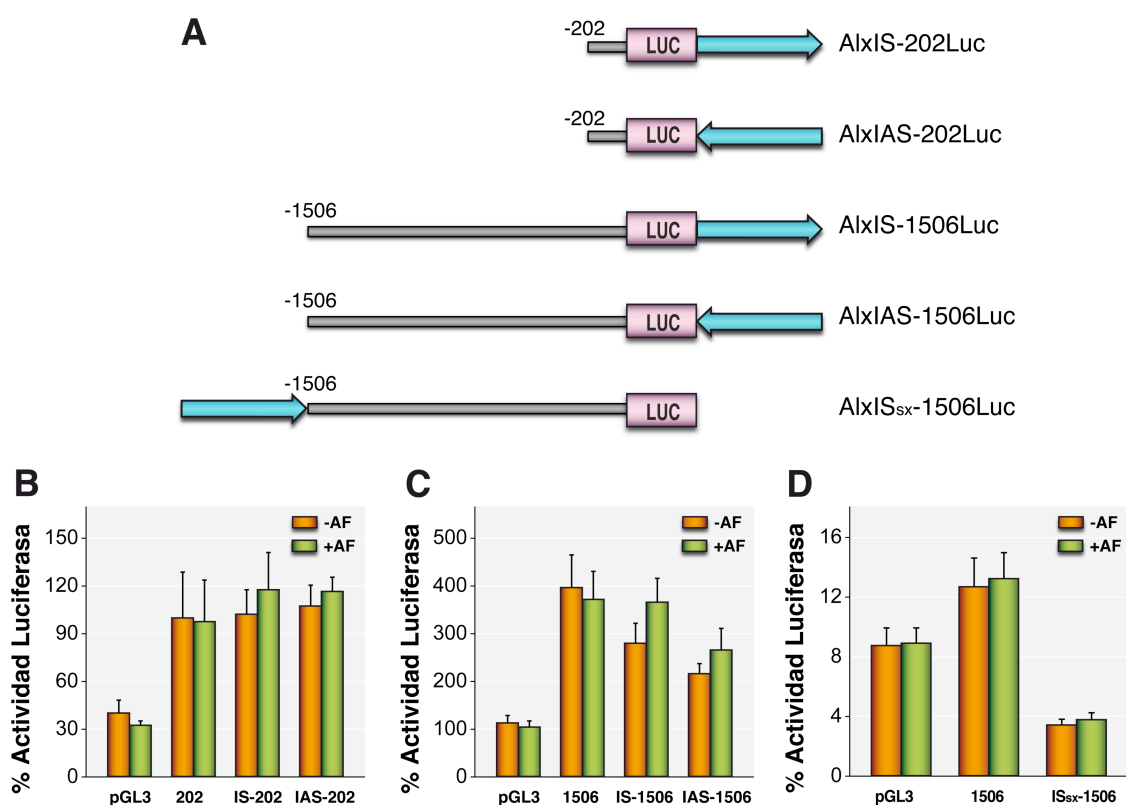 A
-202
LUC
AlxIS-202Luc
-202
LUC
AlxIAS-202Luc
-1506
LUC
AlxIS-1506Luc
-1506
LUC
AlxIAS-1506Luc
-1506
LUC
AlxISsx-1506Luc
B
% Actividad Luciferasa
150
120
90
60
30
0
-AF
+AF
pGL3 202 IS-202 IAS-202
C
% Actividad Luciferasa
500
400
300
200
100
0
-AF
+AF
pGL3 1506 IS-1506 IAS-1506
D
% Actividad Luciferasa
16
12
8
4
0
-AF
+AF
pGL3 1506 ISsx-1506